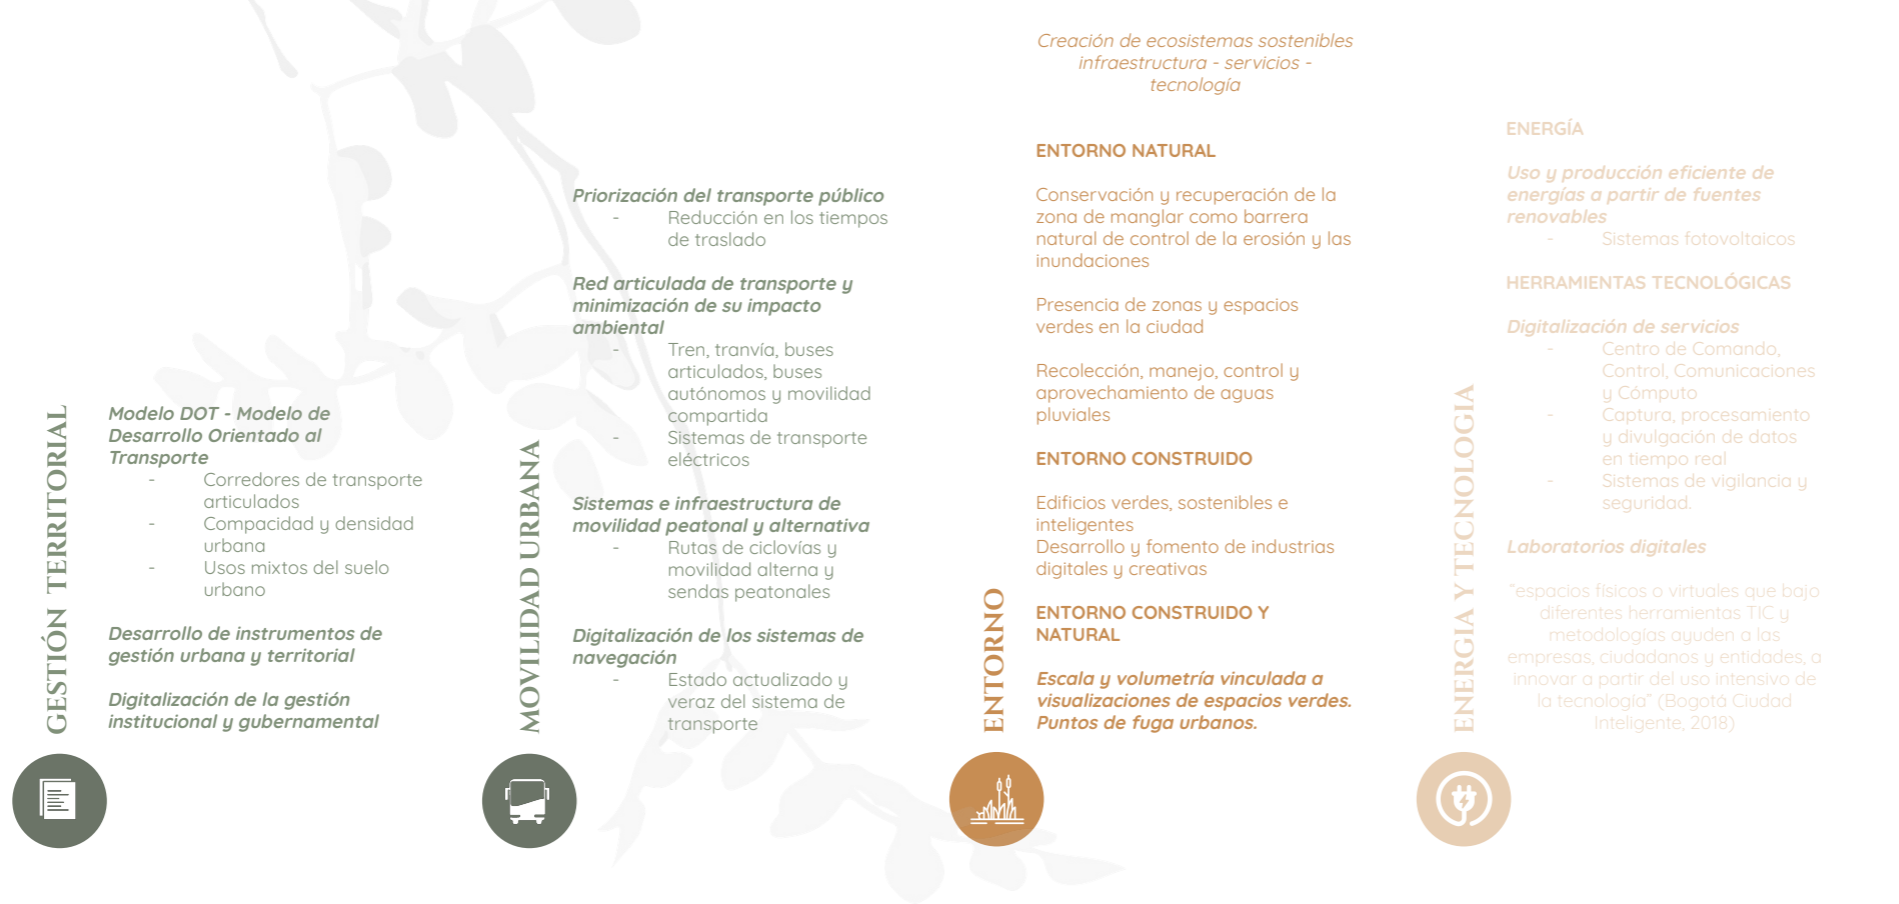 GESTIÓN TERRITORIAL
Modelo DOT - Modelo de
Desarrollo Orientado al
Transporte
- Corredores de transporte
articulados
- Compacidad y densidad
urbana
- Usos mixtos del suelo
urbano
Desarrollo de instrumentos de
gestión urbana y territorial
Digitalización de la gestión
institucional y gubernamental
MOVILIDAD URBANA
Priorización del transporte público
- Reducción en los tiempos
de traslado
Red articulada de transporte y
minimización de su impacto
ambiental
- Tren, tranvía, buses
articulados, buses
autónomos y movilidad
compartida
- Sistemas de transporte
eléctricos
Sistemas e infraestructura de
movilidad peatonal y alternativa
- Rutas de ciclovías y
movilidad alterna y
sendas peatonales
Digitalización de los sistemas de
navegación
- Estado actualizado y
veraz del sistema de
transporte
ENTORNO
Creación de ecosistemas sostenibles
infraestructura - servicios -
tecnología
ENTORNO NATURAL
Conservación y recuperación de la
zona de manglar como barrera
natural de control de la erosión y las
inundaciones
Presencia de zonas y espacios
verdes en la ciudad
Recolección, manejo, control y
aprovechamiento de aguas
pluviales
ENTORNO CONSTRUIDO
Edificios verdes, sostenibles e
inteligentes
Desarrollo y fomento de industrias
digitales y creativas
ENTORNO CONSTRUIDO Y
NATURAL
Escala y volumetría vinculada a
visualizaciones de espacios verdes.
Puntos de fuga urbanos.
ENERGIA Y TECNOLOGIA
ENERGÍA
Uso y producción eficiente de
energías a partir de fuentes
renovables
- Sistemas fotovoltaicos
HERRAMIENTAS TECNOLÓGICAS
Digitalización de servicios
- Centro de Comando,
Control, Comunicaciones
y Cómputo
- Captura, procesamiento
y divulgación de datos
en tiempo real
- Sistemas de vigilancia y
seguridad.
Laboratorios digitales
"espacios físicos o virtuales que bajo
diferentes herramientas TIC y
metodologías ayuden a las
empresas, ciudadanos y entidades, a
innovar a partir del uso intensivo de
la tecnología" (Bogotá Ciudad
Inteligente, 2018)